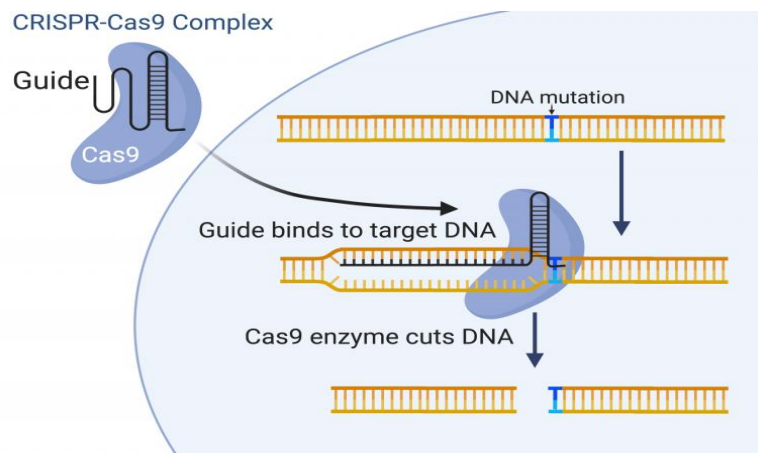 CRISPR-Cas9 Complex
Guide
Cas9
DNA mutation
Guide binds to target DNA
Cas9 enzyme cuts DNA